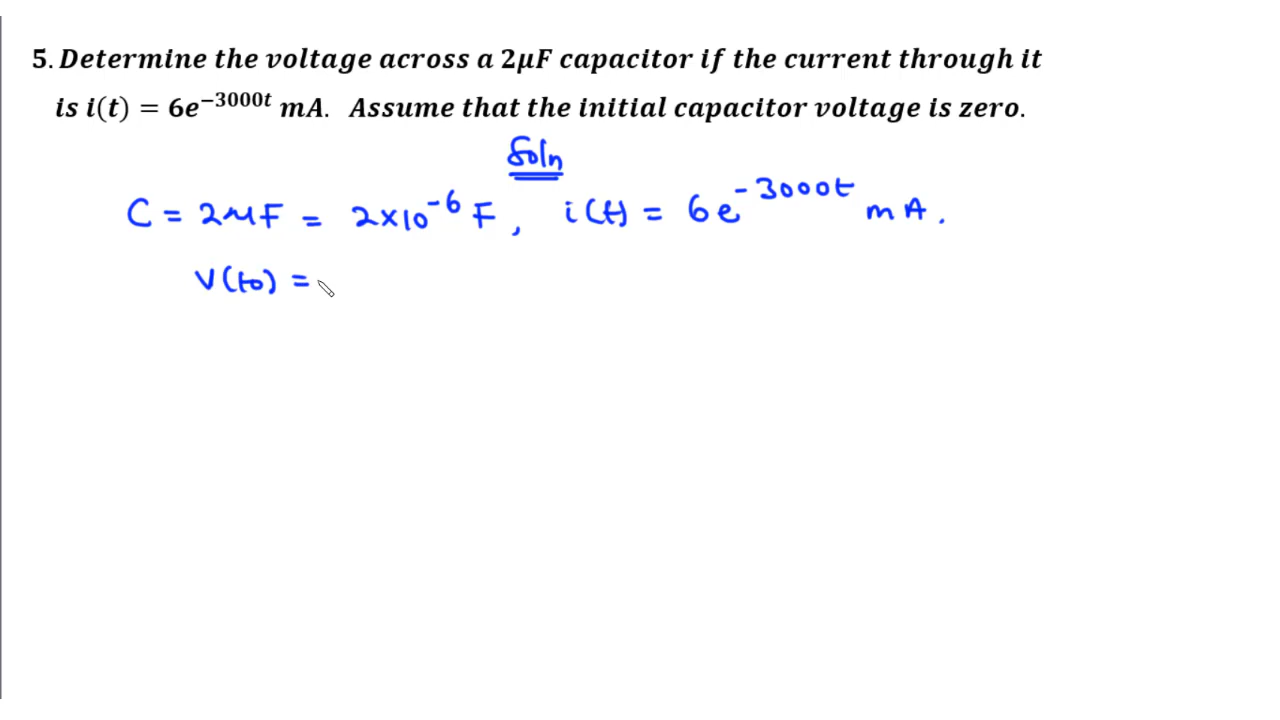 5. Determine the voltage across a 2μF capacitor if the current through it
is i(t) = 6e⁻³⁰⁰⁰ᵗ mA. Assume that the initial capacitor voltage is zero.
Soln
C = 2μF = 2×10⁻⁶ F, i(t) = 6e⁻³⁰⁰⁰ᵗ mA.
V(to) =